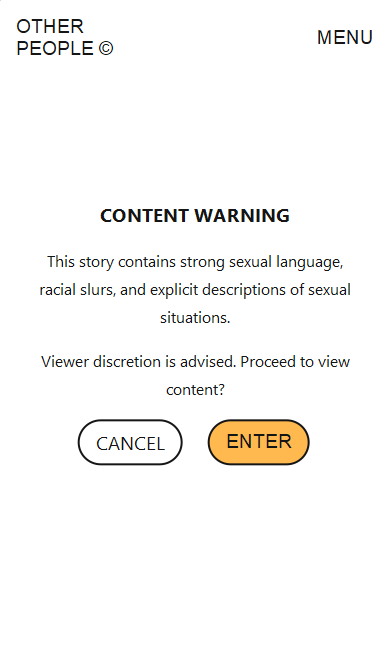 OTHER
PEOPLE ©
MENU
CONTENT WARNING
This story contains strong sexual language,
racial slurs, and explicit descriptions of sexual
situations.
Viewer discretion is advised. Proceed to view
content?
CANCEL
ENTER